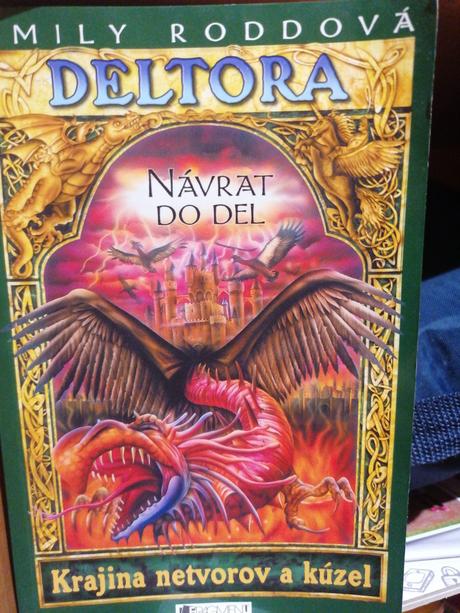 MILY RODDOVÁ
DELTORA
NÁVRAT
DO DEL
Krajina netvorov a kúzel
FRAGMENT